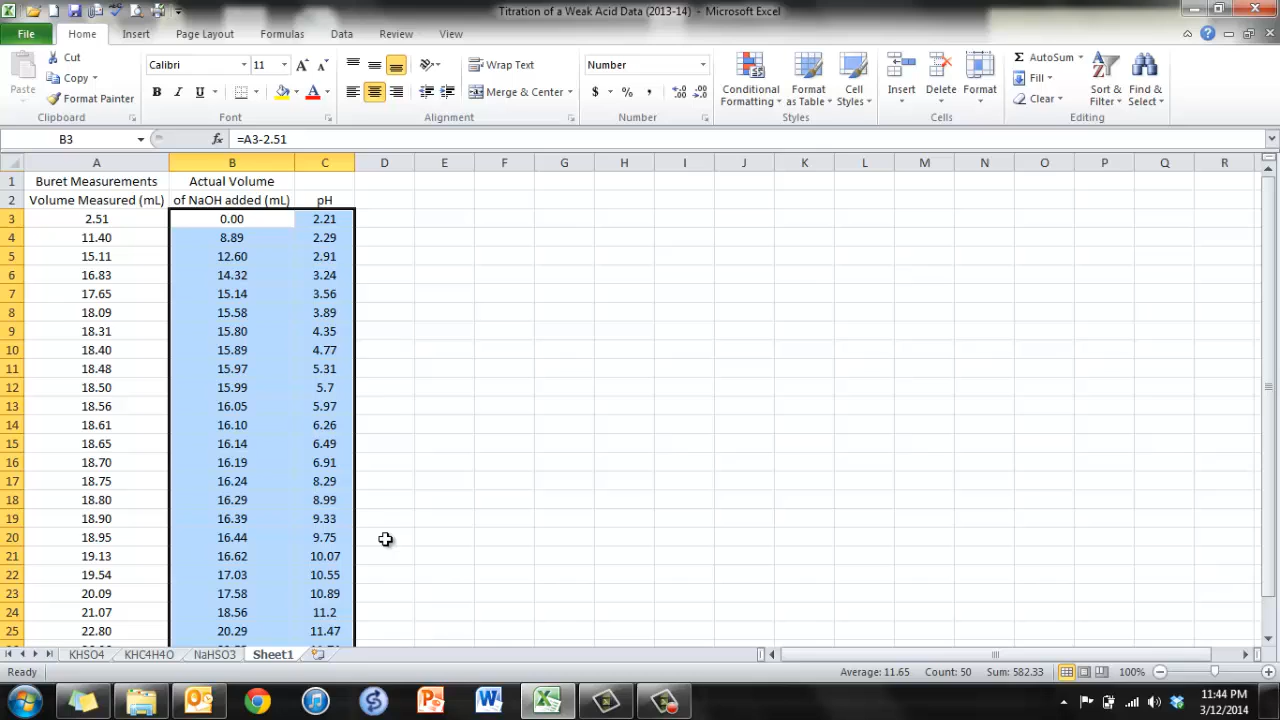 Titration of a Weak Acid Data (2013-14) - Microsoft Excel
File Home Insert Page Layout Formulas Data Review View
Paste Cut Copy Format Painter Clipboard
Calibri 11 A A B I U A Font
Wrap Text Merge & Center Alignment
Number $ % , Number
Conditional Formatting Format as Table Cell Styles Styles
Insert Delete Format Cells
Σ AutoSum Fill Clear Sort & Filter Find & Select Editing
B3 fx =A3-2.51
A B C D E F G H I J K L M N O P Q R
1 Buret Measurements Actual Volume
2 Volume Measured (mL) of NaOH added (mL) pH
3 2.51 0.00 2.21
4 11.40 8.89 2.29
5 15.11 12.60 2.91
6 16.83 14.32 3.24
7 17.65 15.14 3.56
8 18.09 15.58 3.89
9 18.31 15.80 4.35
10 18.40 15.89 4.77
11 18.48 15.97 5.31
12 18.50 15.99 5.7
13 18.56 16.05 5.97
14 18.61 16.10 6.26
15 18.65 16.14 6.49
16 18.70 16.19 6.91
17 18.75 16.24 8.29
18 18.80 16.29 8.99
19 18.90 16.39 9.33
20 18.95 16.44 9.75
21 19.13 16.62 10.07
22 19.54 17.03 10.55
23 20.09 17.58 10.89
24 21.07 18.56 11.2
25 22.80 20.29 11.47
KHSO4 KHC4H4O NaHSO3 Sheet1
Ready Average: 11.65 Count: 50 Sum: 582.33 100%
11:44 PM
3/12/2014